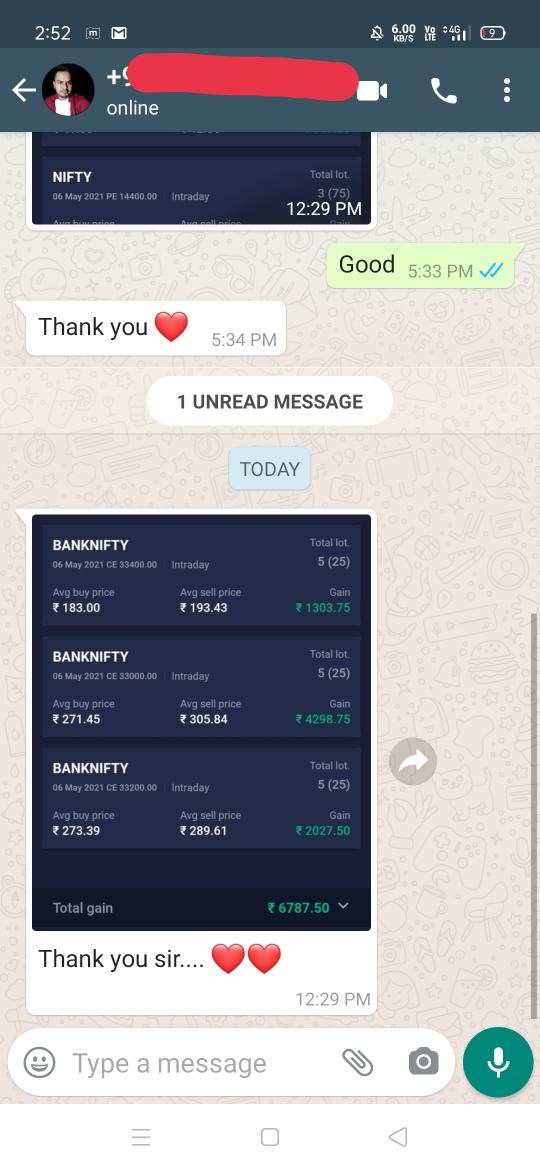 2:52
6.00
KB/S
Vo
LTE
4G
9
+9
online
NIFTY
Total lot.
06 May 2021 PE 14400.00 | Intraday
3 (75)
12:29 PM
Avg buy price
Avg sell price
Gain
Good 5:33 PM
Thank you ❤️
5:34 PM
1 UNREAD MESSAGE
TODAY
BANKNIFTY
Total lot.
06 May 2021 CE 33400.00 | Intraday
5 (25)
Avg buy price Avg sell price Gain
₹ 183.00 ₹ 193.43 ₹ 1303.75
BANKNIFTY
Total lot.
06 May 2021 CE 33000.00 | Intraday
5 (25)
Avg buy price Avg sell price Gain
₹ 271.45 ₹ 305.84 ₹ 4298.75
BANKNIFTY
Total lot.
06 May 2021 CE 33200.00 | Intraday
5 (25)
Avg buy price Avg sell price Gain
₹ 273.39 ₹ 289.61 ₹ 2027.50
Total gain ₹ 6787.50
Thank you sir.... ❤️❤️
12:29 PM
Type a message